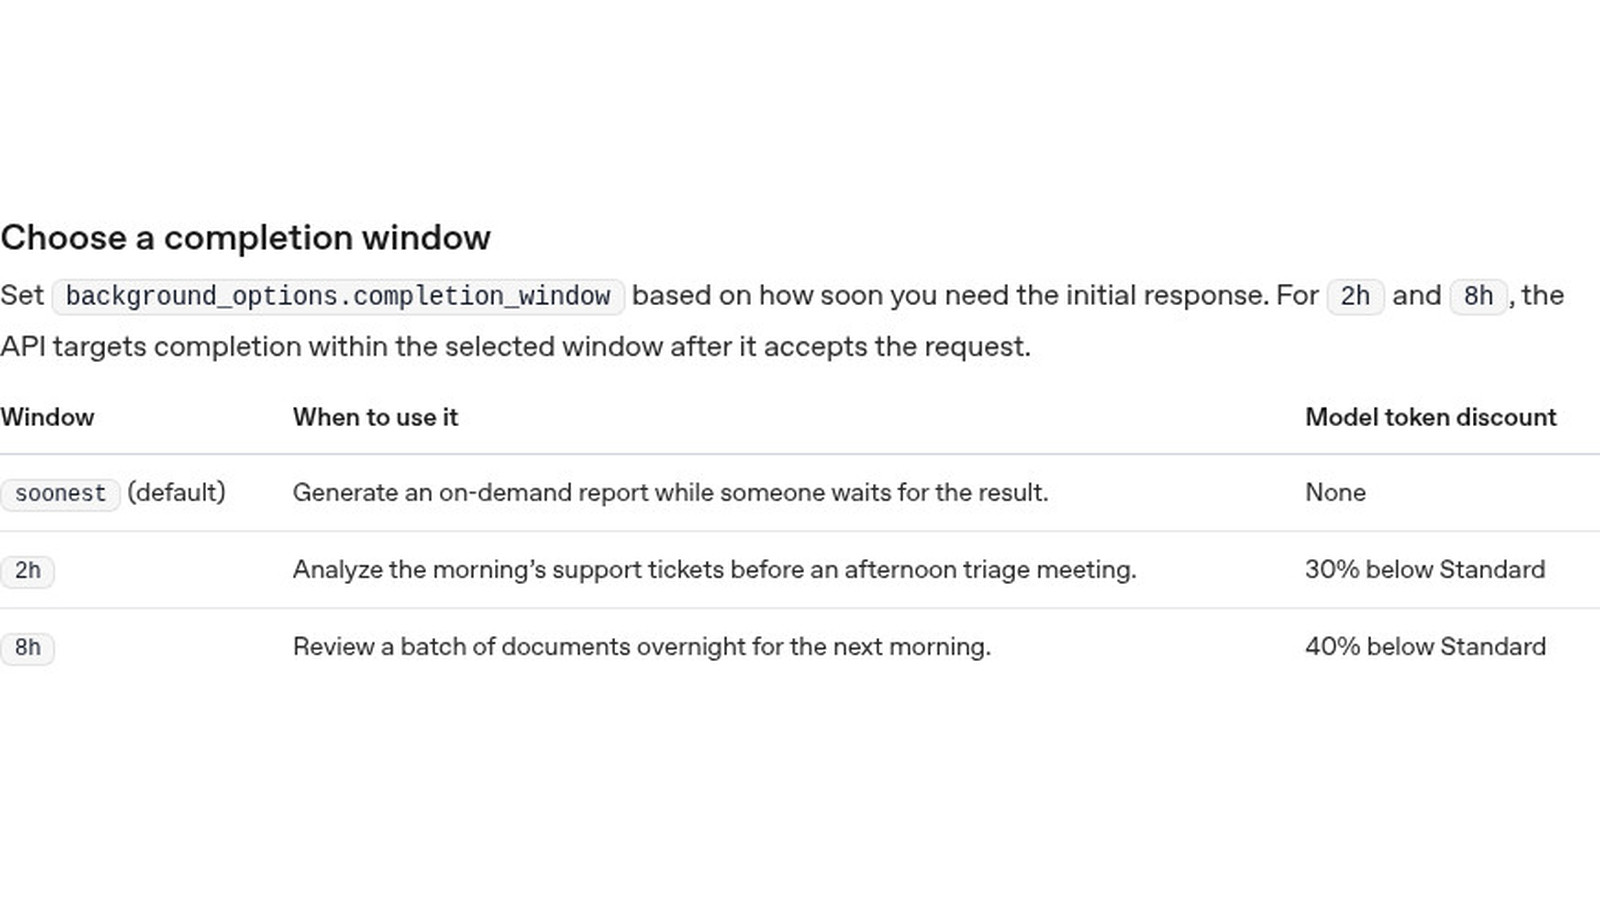 Choose a completion window
Set background_options.completion_window based on how soon you need the initial response. For 2h and 8h, the
API targets completion within the selected window after it accepts the request.
Window When to use it Model token discount
soonest (default) Generate an on-demand report while someone waits for the result. None
2h Analyze the morning’s support tickets before an afternoon triage meeting. 30% below Standard
8h Review a batch of documents overnight for the next morning. 40% below Standard